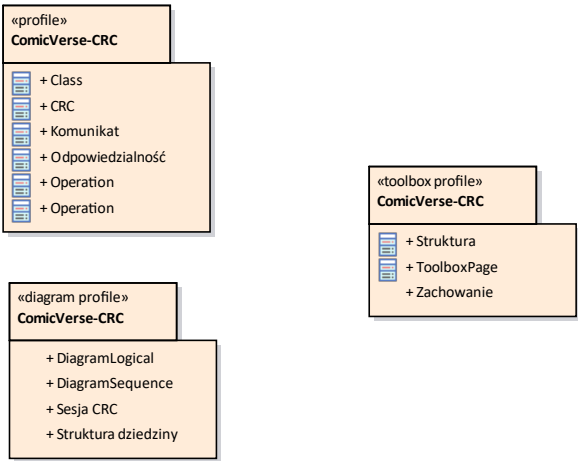 «profile»
ComicVerse-CRC
+ Class
+ CRC
+ Komunikat
+ Odpowiedzialność
+ Operation
+ Operation
«toolbox profile»
ComicVerse-CRC
+ Struktura
+ ToolboxPage
+ Zachowanie
«diagram profile»
ComicVerse-CRC
+ DiagramLogical
+ DiagramSequence
+ Sesja CRC
+ Struktura dziedziny